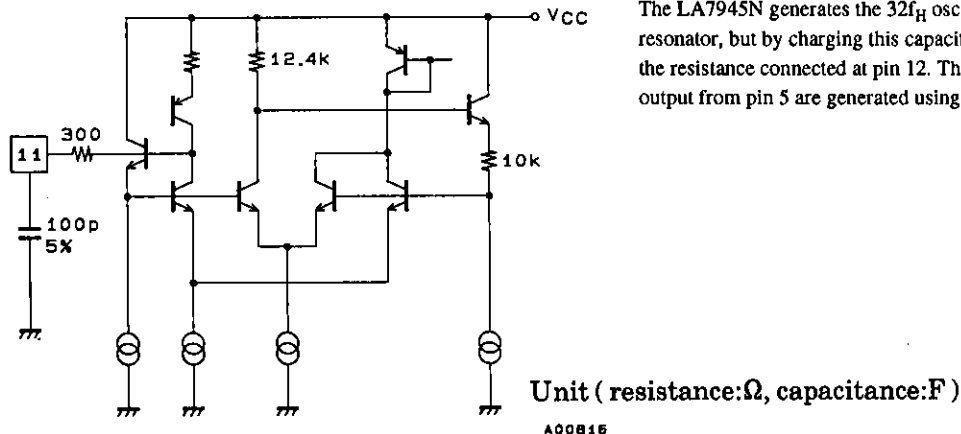 The LA7945N generates the 32fH osc
resonator, but by charging this capacit
the resistance connected at pin 12. Th
output from pin 5 are generated using
VCC
12.4k
300
11
10k
100p
5%
Unit ( resistance:Ω, capacitance:F )
A00815